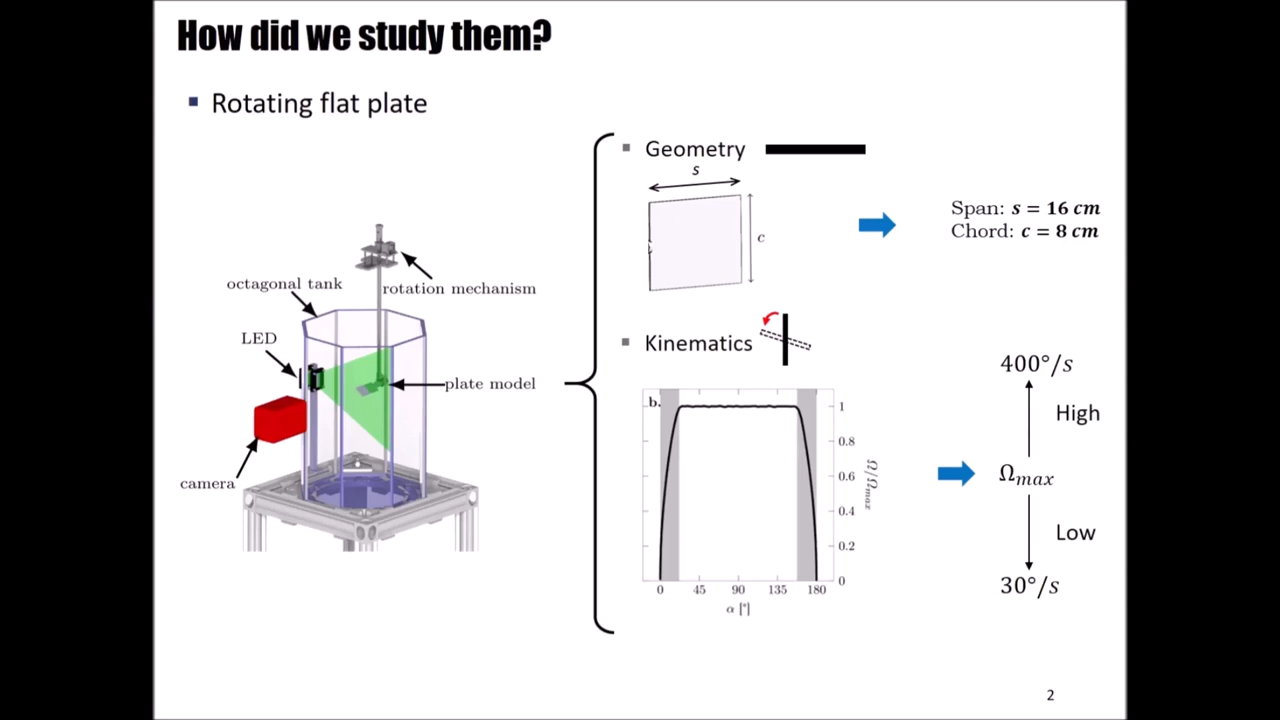 How did we study them?
▪ Rotating flat plate
octagonal tank
rotation mechanism
LED
plate model
camera
▪ Geometry
s
c
Span: s = 16 cm
Chord: c = 8 cm
▪ Kinematics
b.
1
0.8
0.6
0.4
0.2
0
Ω/Ωmax
0 45 90 135 180
α [°]
400°/s
High
Ωmax
Low
30°/s
2